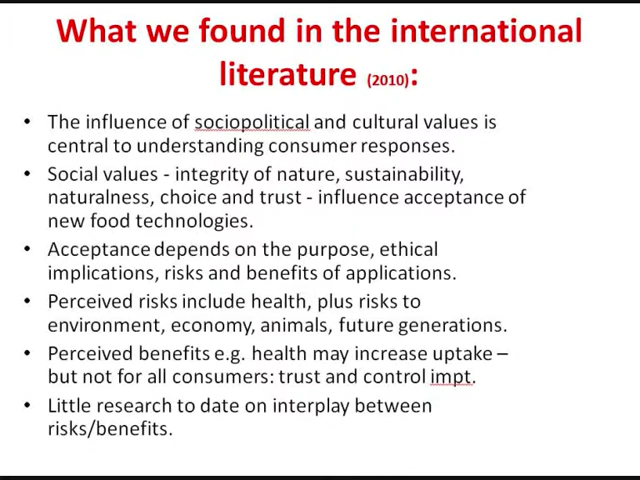 What we found in the international
literature (2010):
• The influence of sociopolitical and cultural values is
central to understanding consumer responses.
• Social values - integrity of nature, sustainability,
naturalness, choice and trust - influence acceptance of
new food technologies.
• Acceptance depends on the purpose, ethical
implications, risks and benefits of applications.
• Perceived risks include health, plus risks to
environment, economy, animals, future generations.
• Perceived benefits e.g. health may increase uptake –
but not for all consumers: trust and control impt.
• Little research to date on interplay between
risks/benefits.